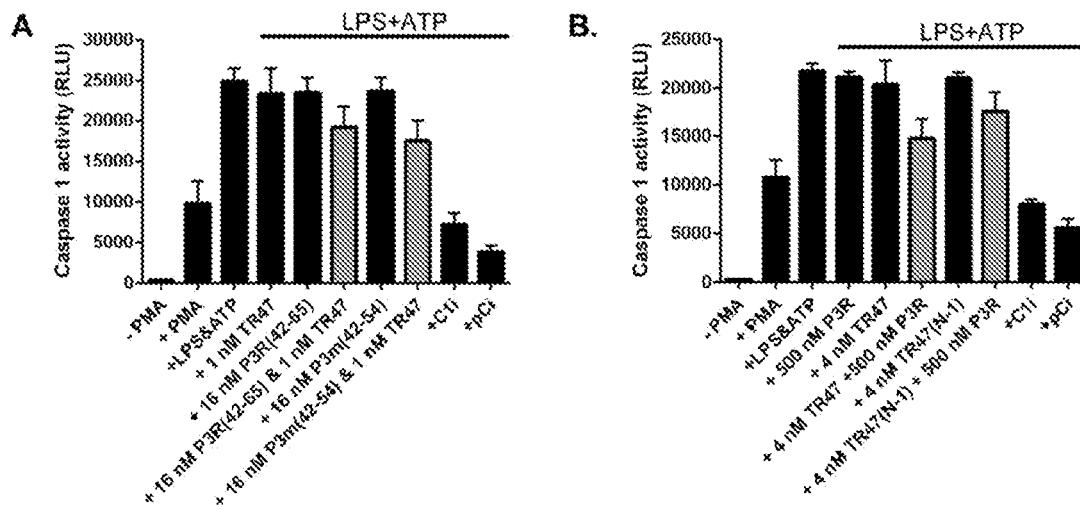 A
LPS+ATP
Caspase 1 activity (RLU)
30000
25000
20000
15000
10000
5000
0
- PMA
+ PMA
+LPS&ATP
+ 1 nM TR47
+ 16 nM P3R(42-65)
+ 16 nM P3R(42-65) & 1 nM TR47
+ 16 nM P3m(42-54)
+ 16 nM P3m(42-54) & 1 nM TR47
+C1i
+pCi
B.
LPS+ATP
Caspase 1 activity (RLU)
25000
20000
15000
10000
5000
0
- PMA
+ PMA
+LPS&ATP
+ 500 nM P3R
+ 4 nM TR47
+ 4 nM TR47 +500 nM P3R
+ 4 nM TR47(N-1)
+ 4 nM TR47(N-1) + 500 nM P3R
+C1i
+pCi